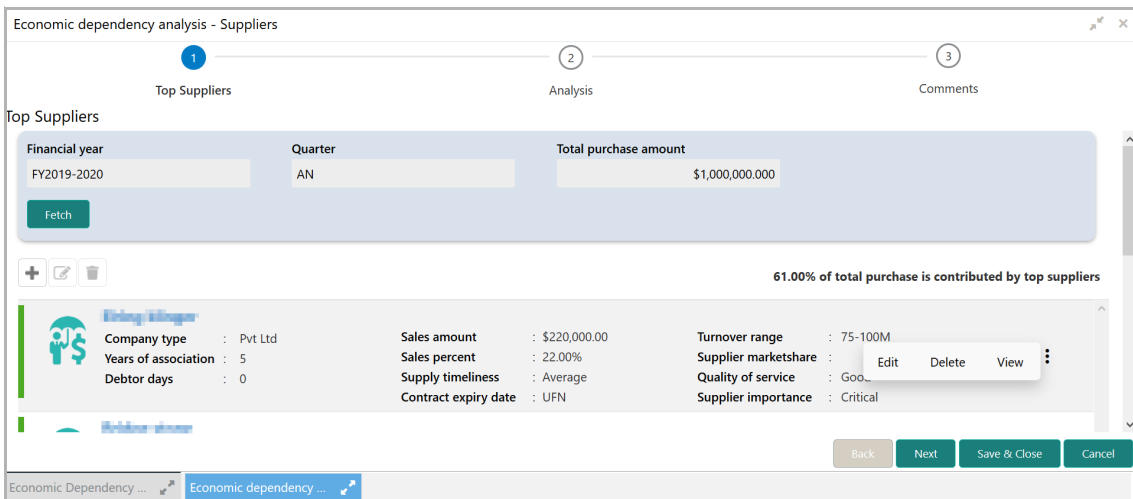 Economic dependency analysis - Suppliers
1 2 3
Top Suppliers Analysis Comments
Top Suppliers
Financial year Quarter Total purchase amount
FY2019-2020 AN $1,000,000.000
Fetch
61.00% of total purchase is contributed by top suppliers
Company type : Pvt Ltd Sales amount : $220,000.00 Turnover range : 75-100M
Years of association : 5 Sales percent : 22.00% Supplier marketshare :
Edit Delete View
Debtor days : 0 Supply timeliness : Average Quality of service :
Contract expiry date : UFN Supplier importance : Critical
Back Next Save & Close Cancel
Economic Dependency ... Economic dependency ...